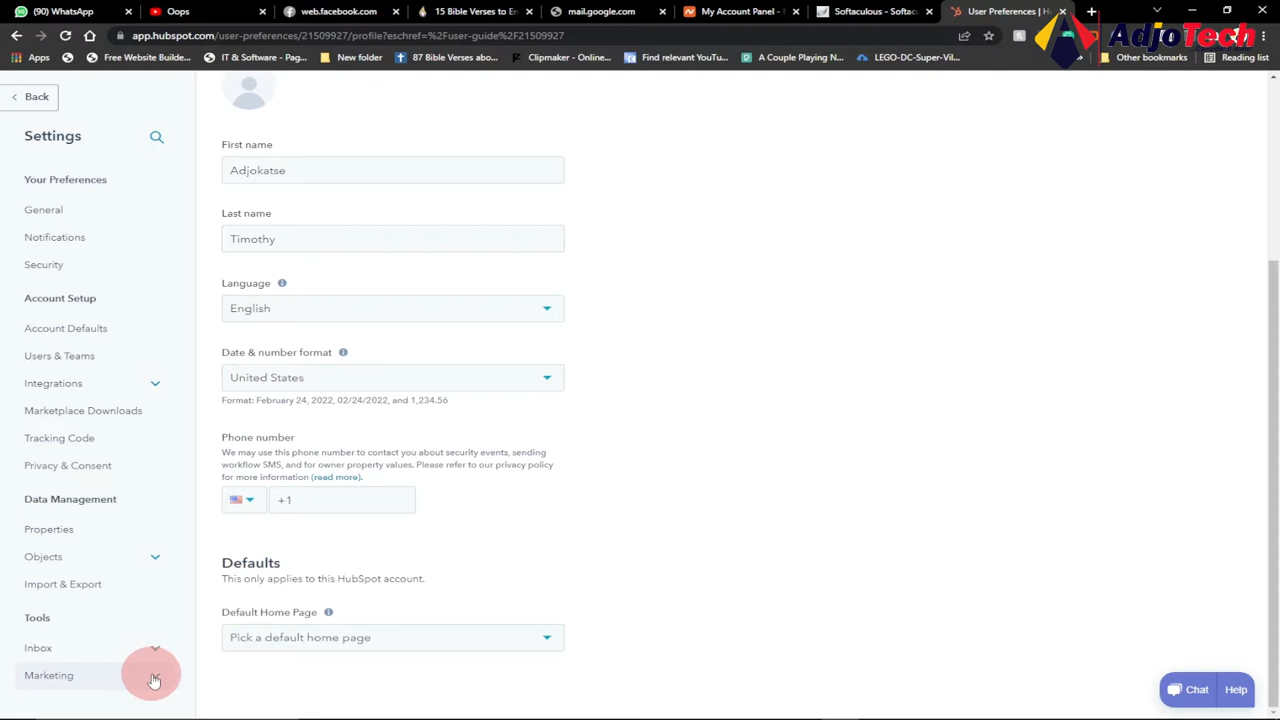 (90) WhatsApp
Oops
web.facebook.com
15 Bible Verses to En
mail.google.com
My Account Panel -
Simulious - Softac
User Preferences | H
app.hubspot.com/user-preferences/21509927/profile?eschref=%2Fuser-guide%2F21509927
AdjoTech
Apps
Free Website Builde...
IT & Software - Pag...
New folder
87 Bible Verses abo...
Clipmaker - Online...
Find relevant YouTu...
A Couple Playing N...
LEGO-DC-Super-Vil...
Other bookmarks
Reading list
Back
Settings
Your Preferences
General
Notifications
Security
Account Setup
Account Defaults
Users & Teams
Integrations
Marketplace Downloads
Tracking Code
Privacy & Consent
Data Management
Properties
Objects
Import & Export
Tools
Inbox
Marketing
First name
Adjokatse
Last name
Timothy
Language
English
Date & number format
United States
Format: February 24, 2022, 02/24/2022, and 1,234.56
Phone number
We may use this phone number to contact you about security events, sending
workflow SMS, and for owner property values. Please refer to our privacy policy
for more information (read more).
+1
Defaults
This only applies to this HubSpot account.
Default Home Page
Pick a default home page
Chat
Help